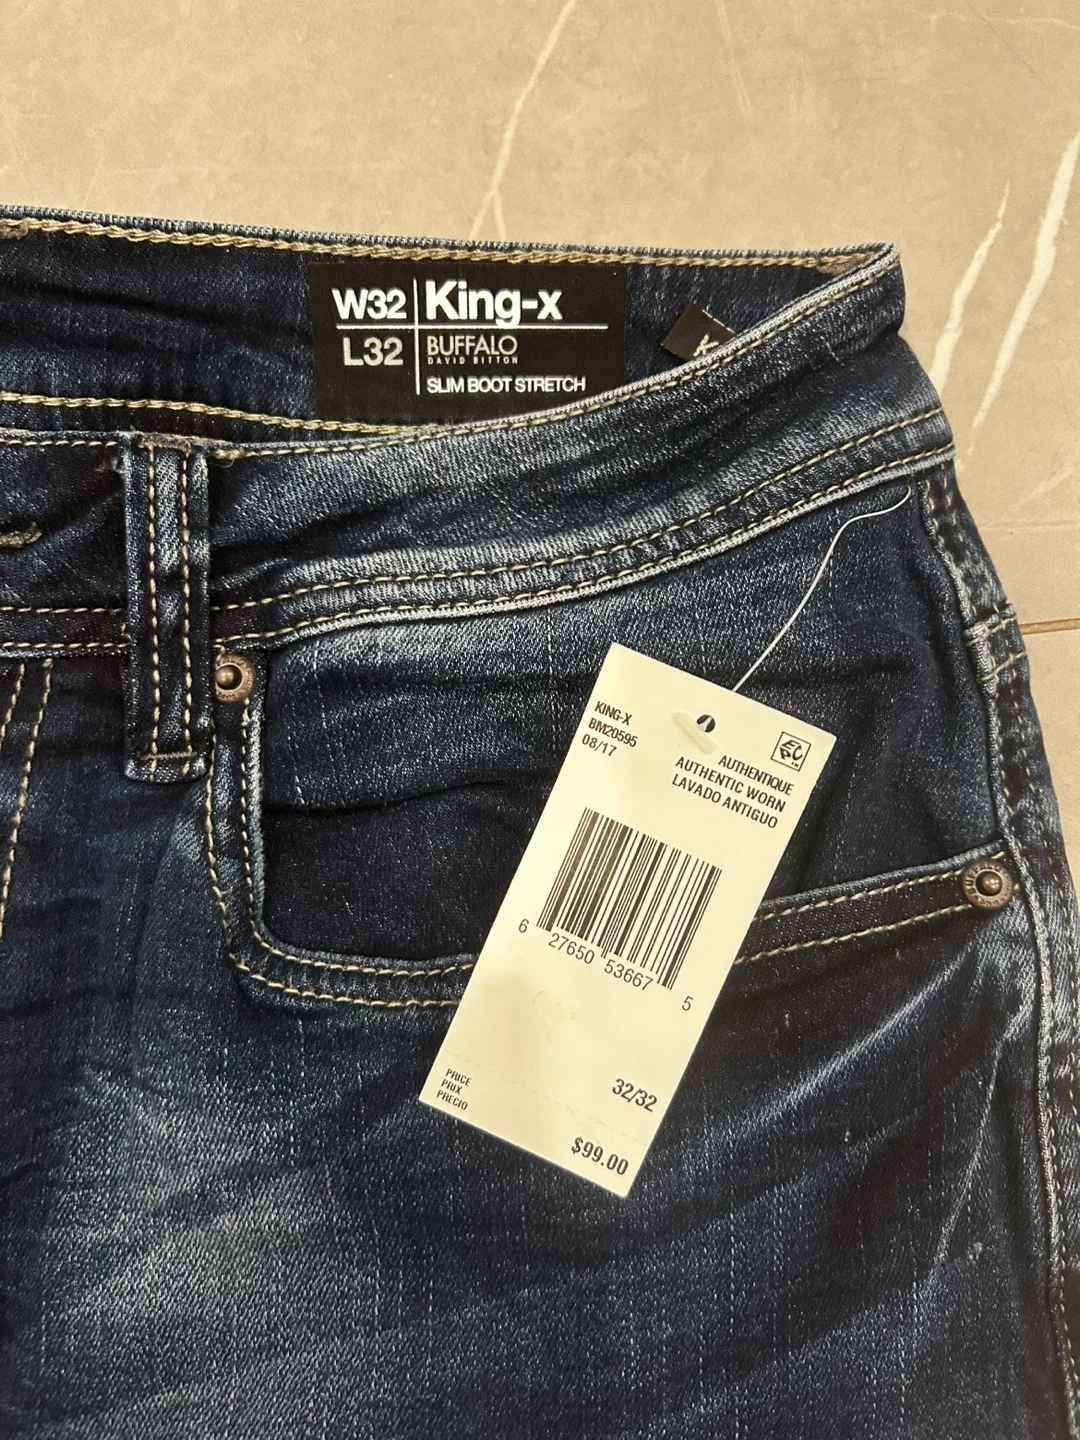 W32 King-x
L32 BUFFALO
DAVID BITTON
SLIM BOOT STRETCH
KING-X
BM20595
08/17
AUTHENTIQUE
AUTHENTIC WORN
LAVADO ANTIGUO
6 27650 53667 5
32/32
PRICE
PRIX
PRECIO
$99.00
BUFFALO